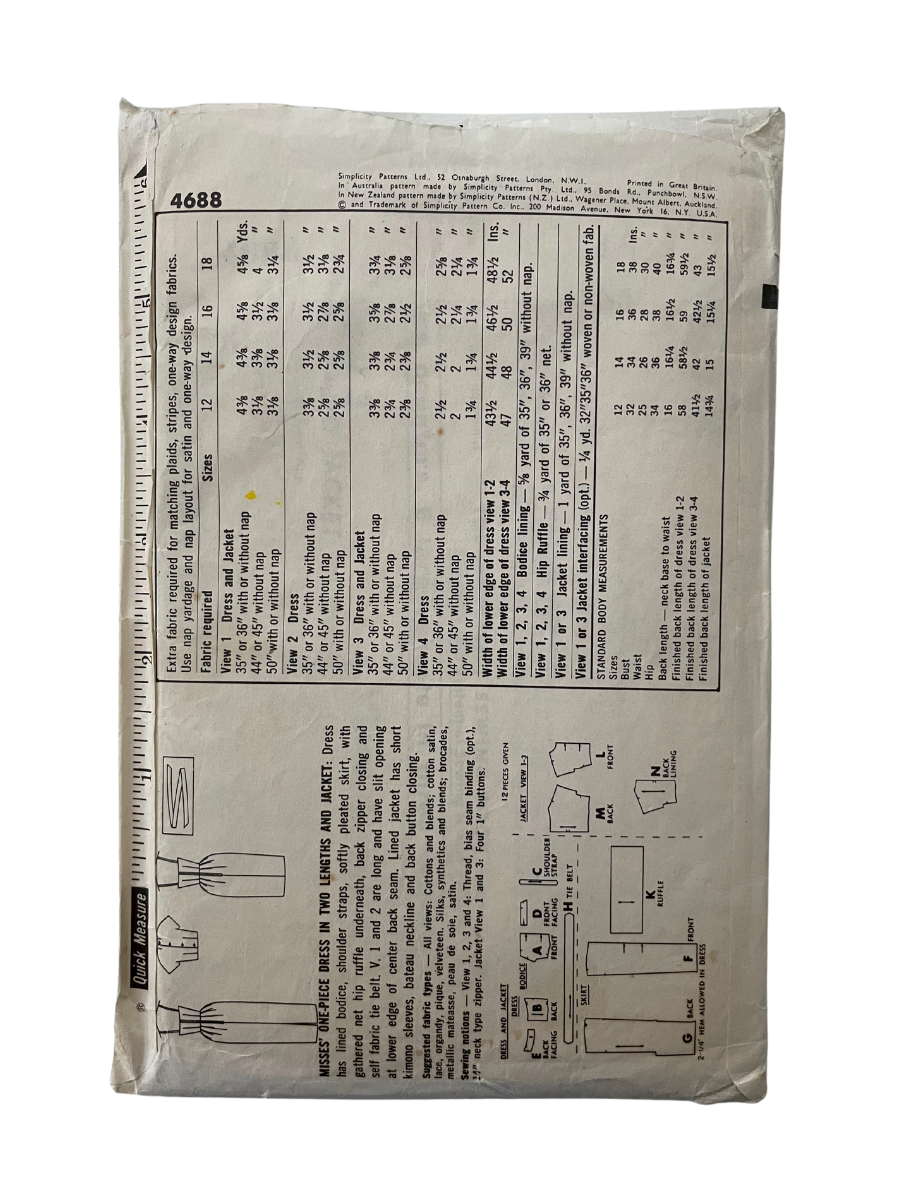 4688
Simplicity Patterns Ltd., 52 Osnaburgh Street, London, N.W.1. Printed in Great Britain.
In Australia pattern made by Simplicity Patterns Pty. Ltd., 95 Bonds Rd., Punchbowl, N.S.W.
In New Zealand pattern made by Simplicity Patterns (N.Z.) Ltd., Wagener Place, Mount Albert, Auckland.
© and Trademark of Simplicity Pattern Co. Inc., 200 Madison Avenue, New York 16, N.Y. U.S.A.
® Quick Measure 1 2 3 4 5 6
MISSES' ONE-PIECE DRESS IN TWO LENGTHS AND JACKET: Dress
has lined bodice, shoulder straps, softly pleated skirt, with
gathered net hip ruffle underneath, back zipper closing and
self fabric tie belt. V. 1 and 2 are long and have slit opening
at lower edge of center back seam. Lined jacket has short
kimono sleeves, bateau neckline and back button closing.
Suggested fabric types — All views: Cottons and blends; cotton satin,
lace, organdy, pique, velveteen. Silks, synthetics and blends; brocades,
metallic mateasse, peau de soie, satin.
Sewing notions — View 1, 2, 3 and 4: Thread, bias seam binding (opt.),
14" neck type zipper. Jacket View 1 and 3: Four 1" buttons.
12 PIECES GIVEN
DRESS AND JACKET
DRESS
BODICE
JACKET VIEW 1-3
E BACK FACING
B BACK
A FRONT
D FRONT FACING
C SHOULDER STRAP
H TIE BELT
M BACK
L FRONT
N BACK LINING
SKIRT
G BACK
F FRONT
K RUFFLE
2-1/4" HEM ALLOWED IN DRESS
Extra fabric required for matching plaids, stripes, one-way design fabrics.
Use nap yardage and nap layout for satin and one-way design.
Fabric required Sizes 12 14 16 18
View 1 Dress and Jacket
35" or 36" with or without nap 4⅜ 4⅜ 4⅝ 4⅝ Yds.
44" or 45" without nap 3⅛ 3⅜ 3½ 4 "
50" with or without nap 3⅛ 3⅛ 3⅛ 3¼ "
View 2 Dress
35" or 36" with or without nap 3⅜ 3½ 3½ 3½ "
44" or 45" without nap 2⅝ 2⅝ 2⅞ 3⅛ "
50" with or without nap 2⅝ 2⅝ 2⅝ 2¾ "
View 3 Dress and Jacket
35" or 36" with or without nap 3⅜ 3⅜ 3⅝ 3¾ "
44" or 45" without nap 2¾ 2¾ 2⅞ 3⅛ "
50" with or without nap 2⅜ 2⅜ 2½ 2⅝ "
View 4 Dress
35" or 36" with or without nap 2½ 2½ 2½ 2⅝ "
44" or 45" without nap 2 2 2¼ 2¼ "
50" with or without nap 1¾ 1¾ 1¾ 1¾ "
Width of lower edge of dress view 1-2 43½ 44½ 46½ 48½ Ins.
Width of lower edge of dress view 3-4 47 48 50 52 "
View 1, 2, 3, 4 Bodice lining — ⅝ yard of 35", 36", 39" without nap.
View 1, 2, 3, 4 Hip Ruffle — ¾ yard of 35" or 36" net.
View 1 or 3 Jacket lining — 1 yard of 35", 36", 39" without nap.
View 1 or 3 Jacket interfacing (opt.) — ¼ yd. 32"35"36" woven or non-woven fab.
STANDARD BODY MEASUREMENTS
Sizes 12 14 16 18
Bust 32 34 36 38 Ins.
Waist 25 26 28 30 "
Hip 34 36 38 40 "
Back length — neck base to waist 16 16¼ 16½ 16¾ "
Finished back length of dress view 1-2 58 58½ 59 59½ "
Finished back length of dress view 3-4 41½ 42 42½ 43 "
Finished back length of jacket 14¾ 15 15¼ 15½ "